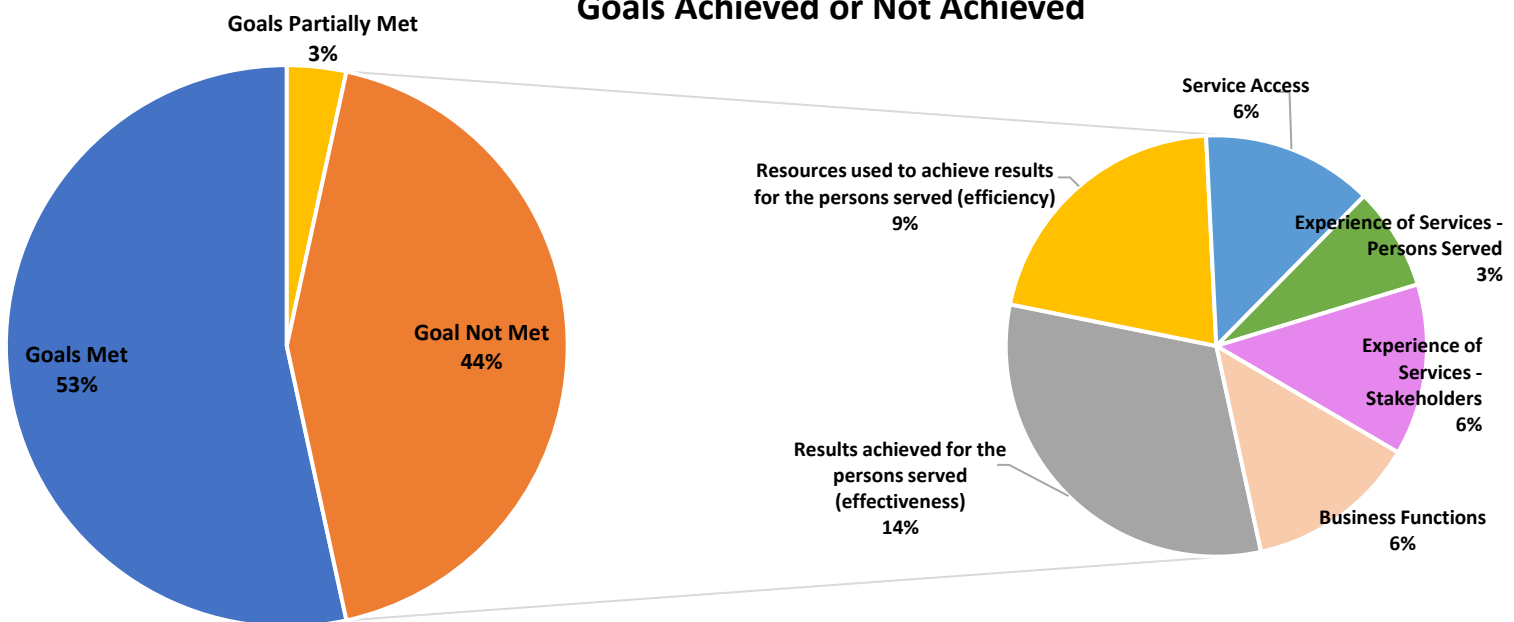 Goals Achieved or Not Achieved
Goals Partially Met
3%
Goals Met
53%
Goal Not Met
44%
Service Access
6%
Resources used to achieve results
for the persons served (efficiency)
9%
Experience of Services -
Persons Served
3%
Experience of
Services -
Stakeholders
6%
Results achieved for the
persons served
(effectiveness)
14%
Business Functions
6%